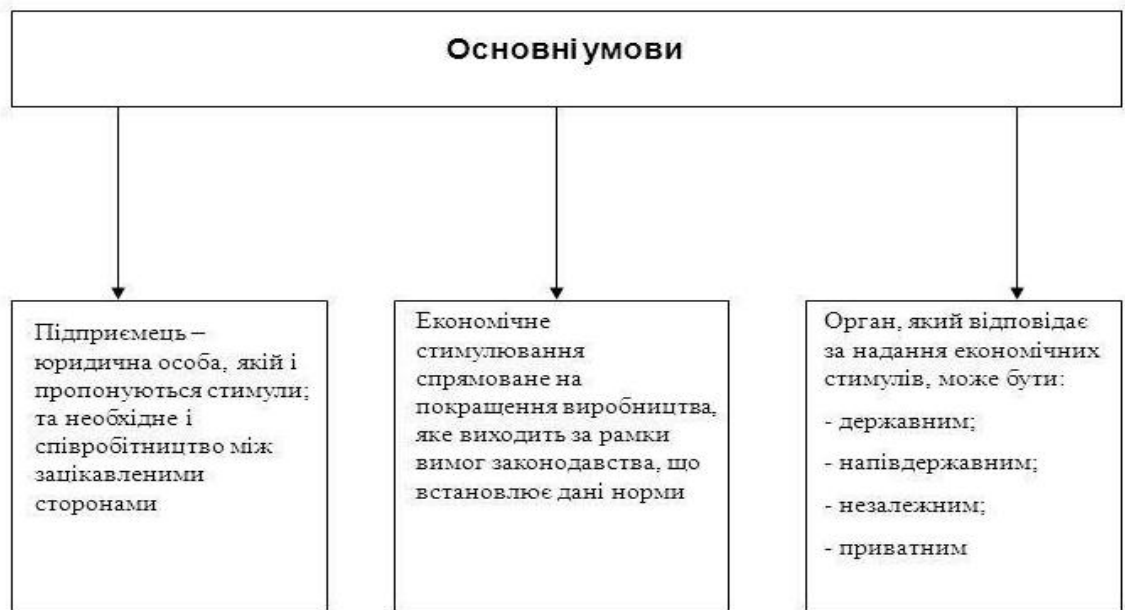 Основні умови
Підприємець –
юридична особа, якій і
пропонуються стимули;
та необхідне і
співробітництво між
зацікавленими
сторонами
Економічне
стимулювання
спрямоване на
покращення виробництва,
яке виходить за рамки
вимог законодавства, що
встановлює дані норми
Орган, який відповідає
за надання економічних
стимулів, може бути:
- державним;
- напівдержавним;
- незалежним;
- приватним